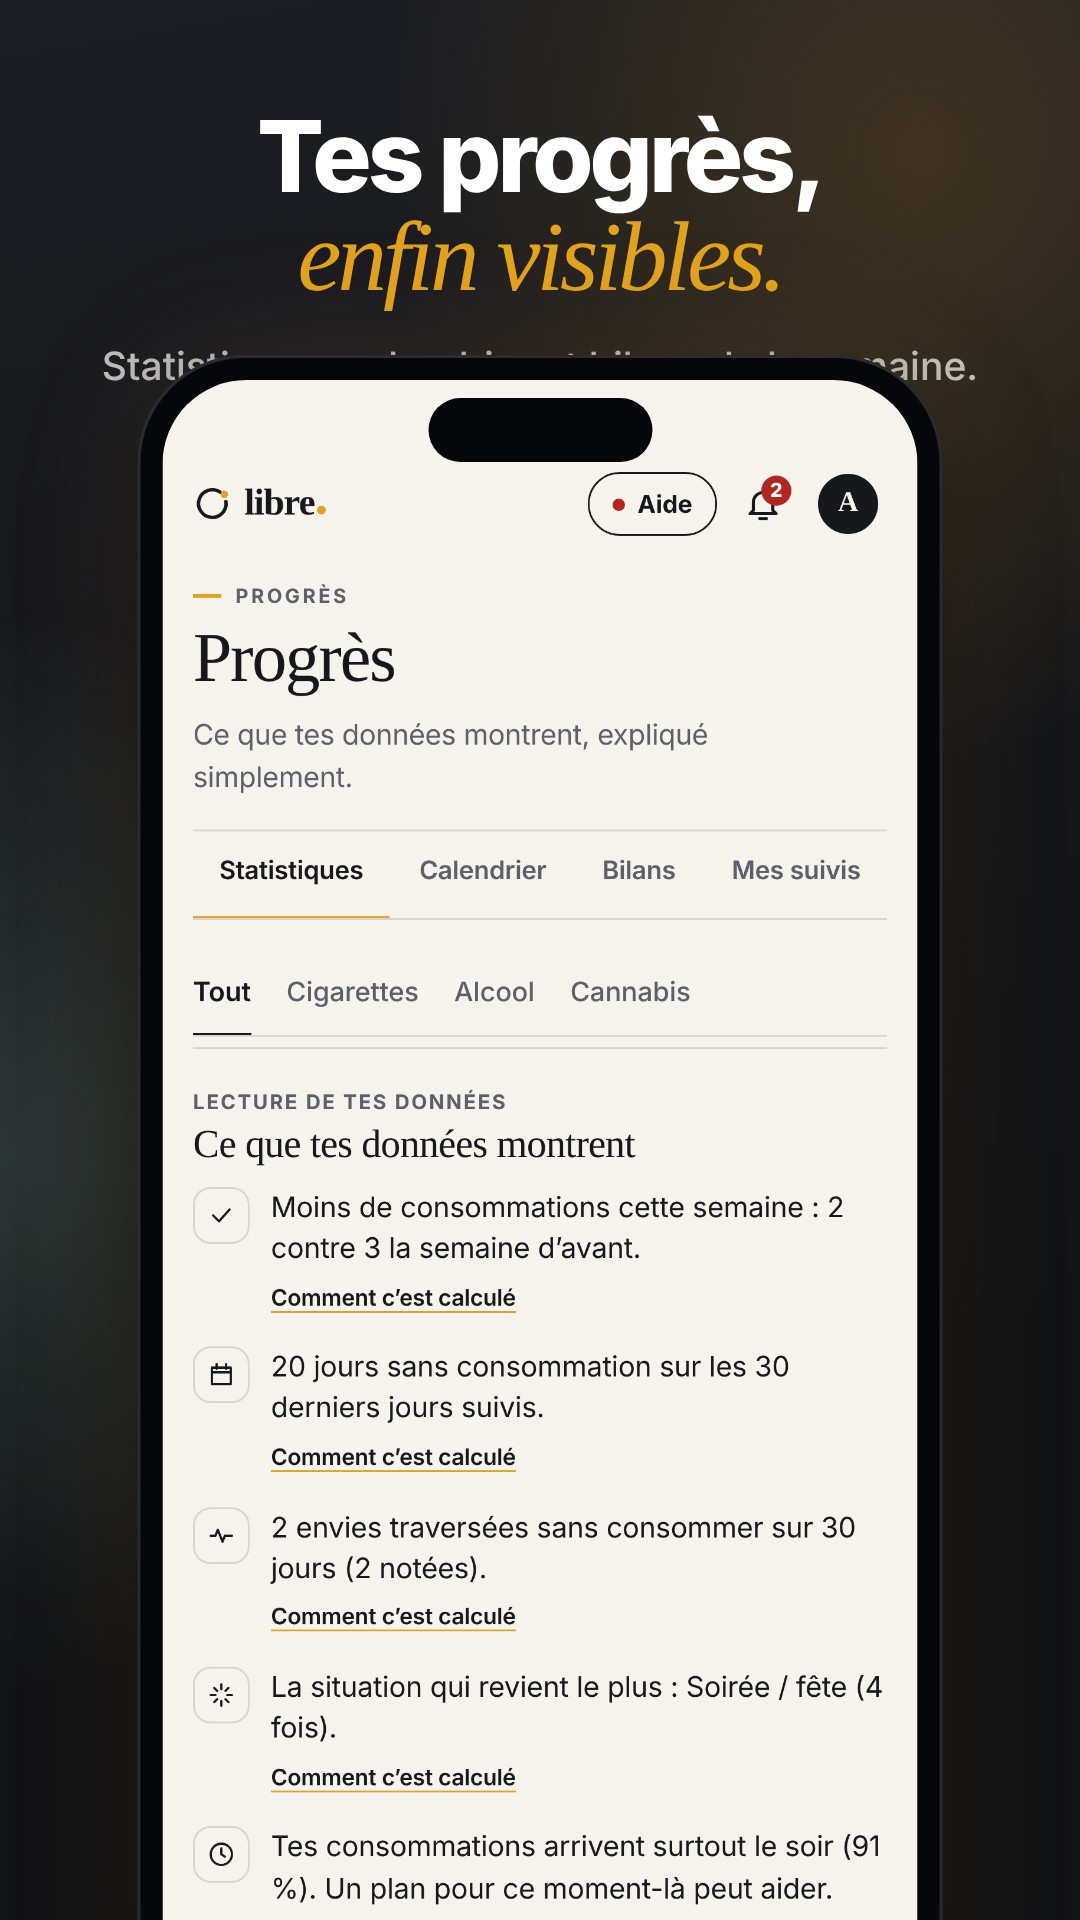 Tes progrès,
enfin visibles.
maine.
libre.
Aide
2
A
PROGRÈS
Progrès
Ce que tes données montrent, expliqué
simplement.
Statistiques Calendrier Bilans Mes suivis
Tout Cigarettes Alcool Cannabis
LECTURE DE TES DONNÉES
Ce que tes données montrent
Moins de consommations cette semaine : 2
contre 3 la semaine d’avant.
Comment c’est calculé
20 jours sans consommation sur les 30
derniers jours suivis.
Comment c’est calculé
2 envies traversées sans consommer sur 30
jours (2 notées).
Comment c’est calculé
La situation qui revient le plus : Soirée / fête (4
fois).
Comment c’est calculé
Tes consommations arrivent surtout le soir (91
%). Un plan pour ce moment-là peut aider.